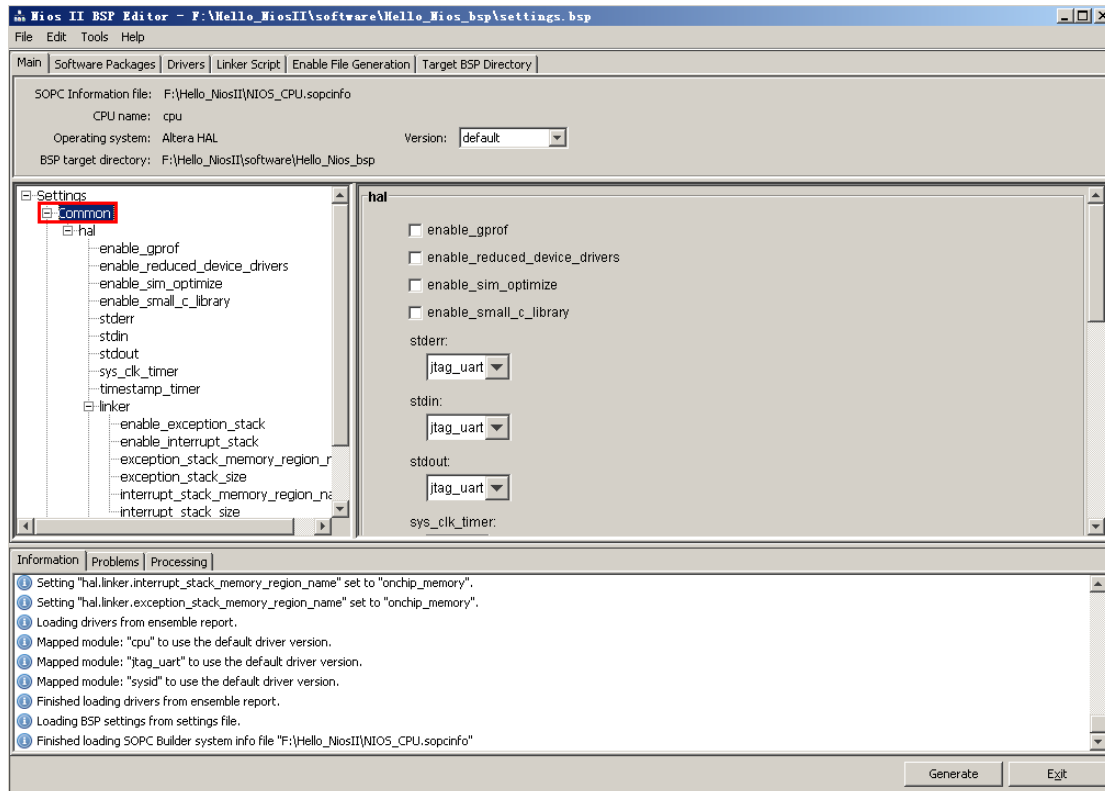 Nios II BSP Editor - F:\Hello_NiosII\software\Hello_Nios_bsp\settings.bsp
File Edit Tools Help
Main Software Packages Drivers Linker Script Enable File Generation Target BSP Directory
SOPC Information file: F:\Hello_NiosII\NIOS_CPU.sopcinfo
CPU name: cpu
Operating system: Altera HAL Version: default
BSP target directory: F:\Hello_NiosII\software\Hello_Nios_bsp
Settings
Common
hal
enable_gprof
enable_reduced_device_drivers
enable_sim_optimize
enable_small_c_library
stderr
stdin
stdout
sys_clk_timer
timestamp_timer
linker
enable_exception_stack
enable_interrupt_stack
exception_stack_memory_region_r
exception_stack_size
interrupt_stack_memory_region_na
interrupt_stack_size
hal
enable_gprof
enable_reduced_device_drivers
enable_sim_optimize
enable_small_c_library
stderr:
jtag_uart
stdin:
jtag_uart
stdout:
jtag_uart
sys_clk_timer:
Information Problems Processing
Setting "hal.linker.interrupt_stack_memory_region_name" set to "onchip_memory".
Setting "hal.linker.exception_stack_memory_region_name" set to "onchip_memory".
Loading drivers from ensemble report.
Mapped module: "cpu" to use the default driver version.
Mapped module: "jtag_uart" to use the default driver version.
Mapped module: "sysid" to use the default driver version.
Finished loading drivers from ensemble report.
Loading BSP settings from settings file.
Finished loading SOPC Builder system info file "F:\Hello_NiosII\NIOS_CPU.sopcinfo"
Generate Exit